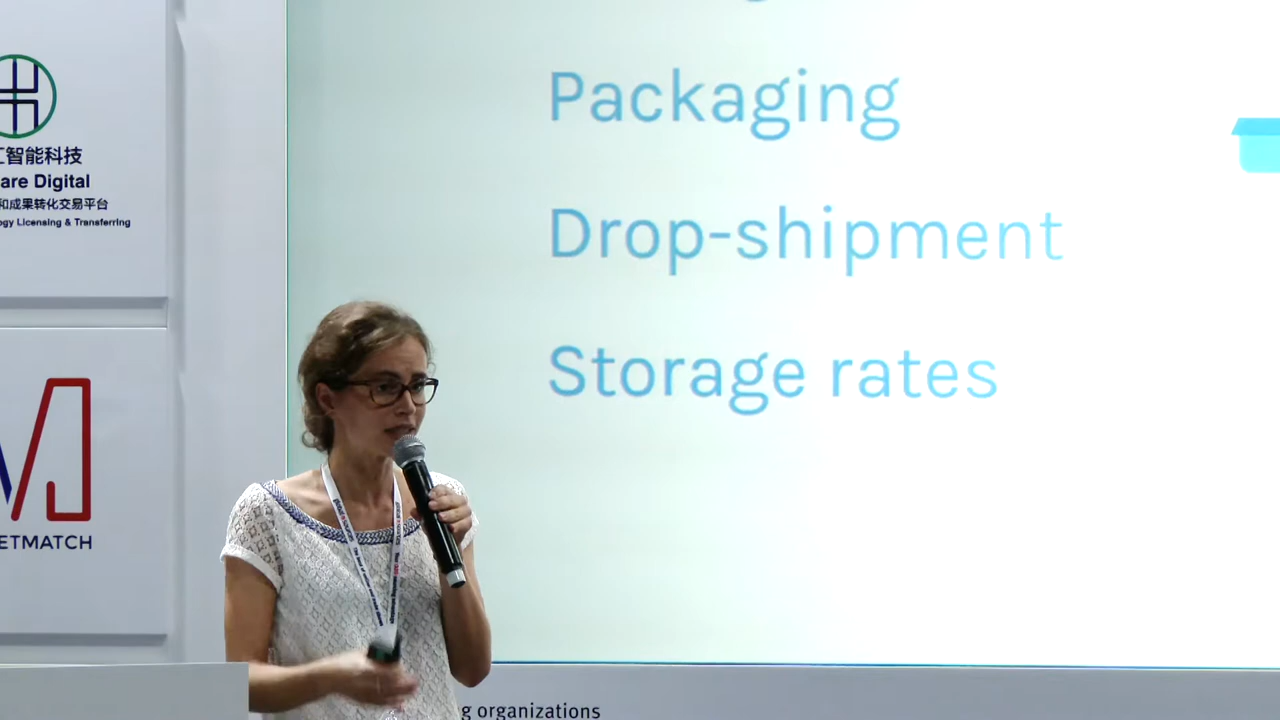 智能科技
are Digital
和成果转化交易平台
ogy Licensing & Transferring
ETMATCH
Packaging
Drop-shipment
Storage rates
g organizations